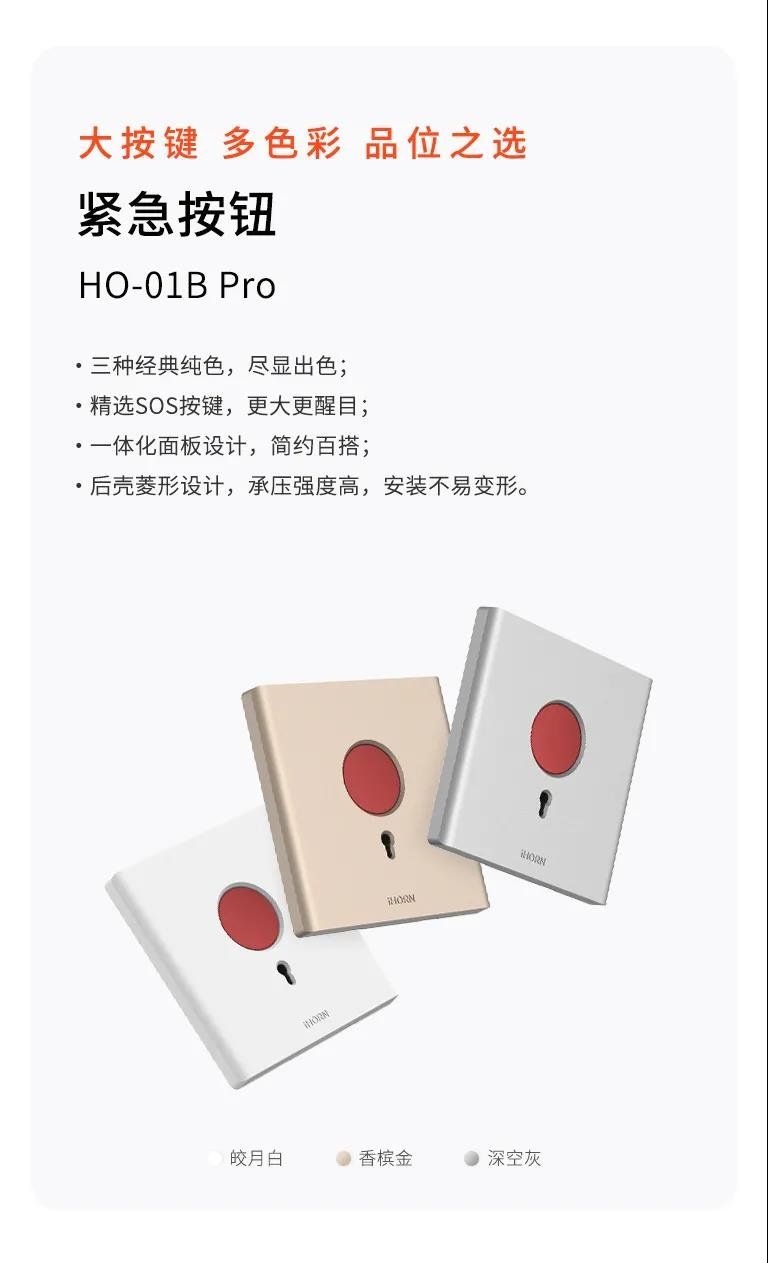 大按键 多色彩 品位之选
紧急按钮
HO-01B Pro
·三种经典纯色，尽显出色；
·精选SOS按键，更大更醒目；
·一体化面板设计，简约百搭；
·后壳菱形设计，承压强度高，安装不易变形。
iHORN
iHORN
iHORN
皎月白 香槟金 深空灰